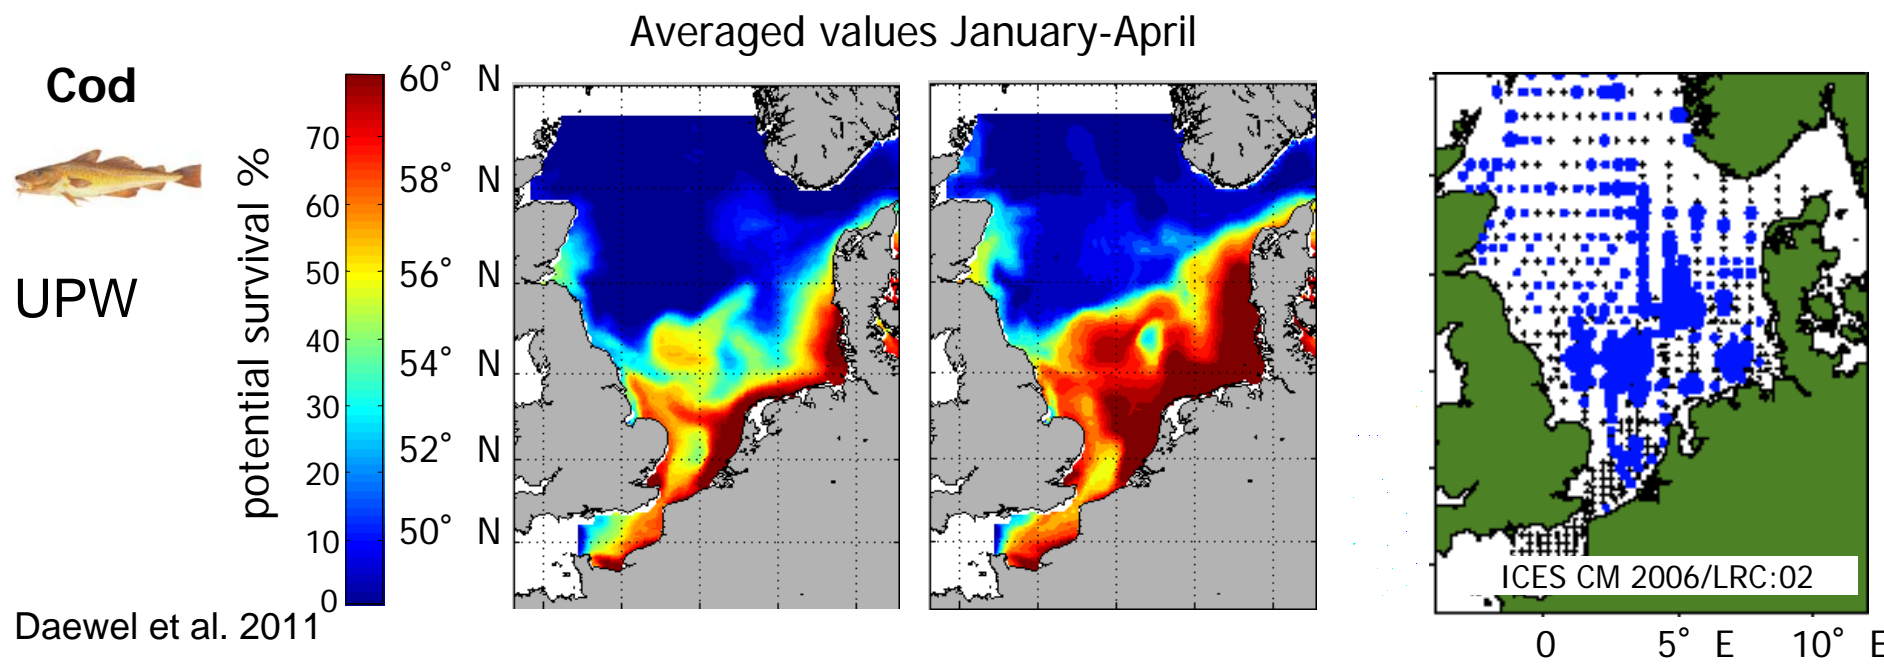 Averaged values January-April
Cod
UPW
Daewel et al. 2011
potential survival %
70
60
50
40
30
20
10
0
60° N
58° N
56° N
54° N
52° N
50° N
ICES CM 2006/LRC:02
0 5° E 10° E